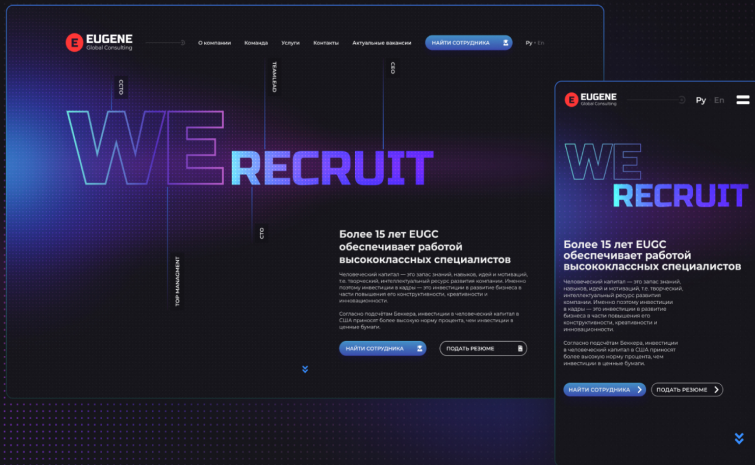 EUGENE
Global Consulting
О компании
Команда
Услуги
Контакты
Актуальные вакансии
НАЙТИ СОТРУДНИКА
Ру • En
CCTO
TEAMLEAD
CEO
WE
RECRUIT
CTO
TOP MANAGMENT
Более 15 лет EUGC
обеспечивает работой
высококлассных специалистов
Человеческий капитал — это запас знаний, навыков, идей и мотиваций,
т.е. творческий, интеллектуальный ресурс развития компании. Именно
поэтому инвестиции в кадры — это инвестиции в развитие бизнеса в
части повышения его конструктивности, креативности и
инновационности.
Согласно подсчётам Беккера, инвестиции в человеческий капитал в
США приносят более высокую норму процента, чем инвестиции в
ценные бумаги.
НАЙТИ СОТРУДНИКА
ПОДАТЬ РЕЗЮМЕ
EUGENE
Global Consulting
Ру En
WE
RECRUIT
Более 15 лет EUGC
обеспечивает работой
высококлассных специалистов
Человеческий капитал — это запас знаний,
навыков, идей и мотиваций, т.е. творческий,
интеллектуальный ресурс развития
компании. Именно поэтому инвестиции
в кадры — это инвестиции в развитие
бизнеса в части повышения его
конструктивности, креативности и
инновационности.
Согласно подсчётам Беккера, инвестиции
в человеческий капитал в США приносят
более высокую норму процента, чем
инвестиции в ценные бумаги.
НАЙТИ СОТРУДНИКА
ПОДАТЬ РЕЗЮМЕ